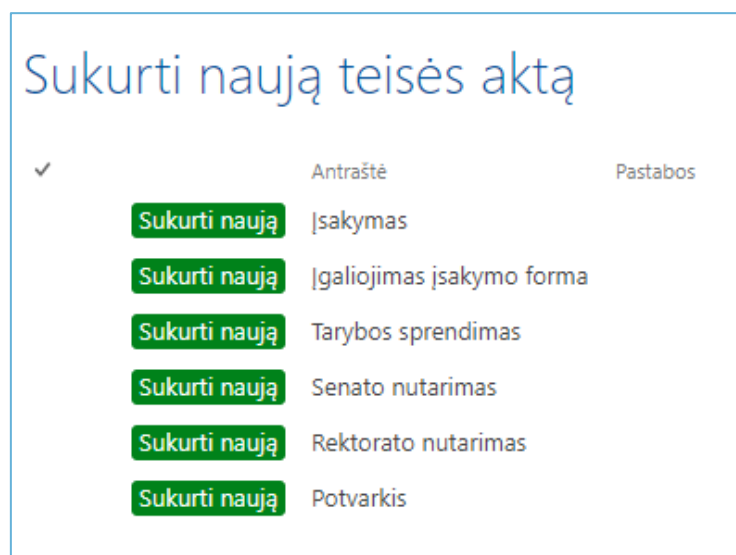 Sukurti naują teisės aktą
Antraštė Pastabos
Sukurti naują Įsakymas
Sukurti naują Įgaliojimas įsakymo forma
Sukurti naują Tarybos sprendimas
Sukurti naują Senato nutarimas
Sukurti naują Rektorato nutarimas
Sukurti naują Potvarkis